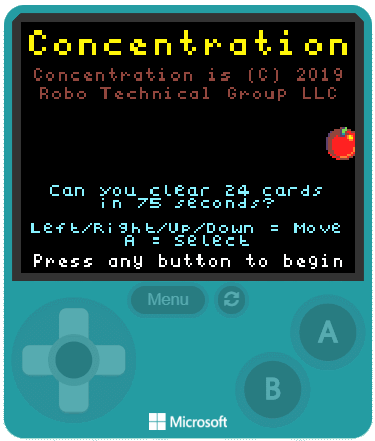 Concentration
Concentration is (C) 2019
Robo Technical Group LLC
Can you clear 24 cards
in 75 seconds?
Left/Right/Up/Down = Move
A = Select
Press any button to begin
Menu
A
B
Microsoft